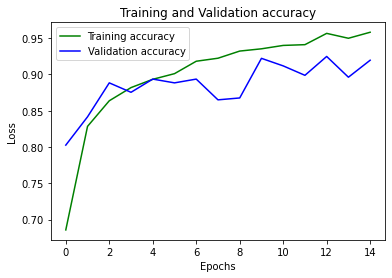 Training and Validation accuracy
Training accuracy
Validation accuracy
0.95
0.90
0.85
0.80
0.75
0.70
Loss
0 2 4 6 8 10 12 14
Epochs